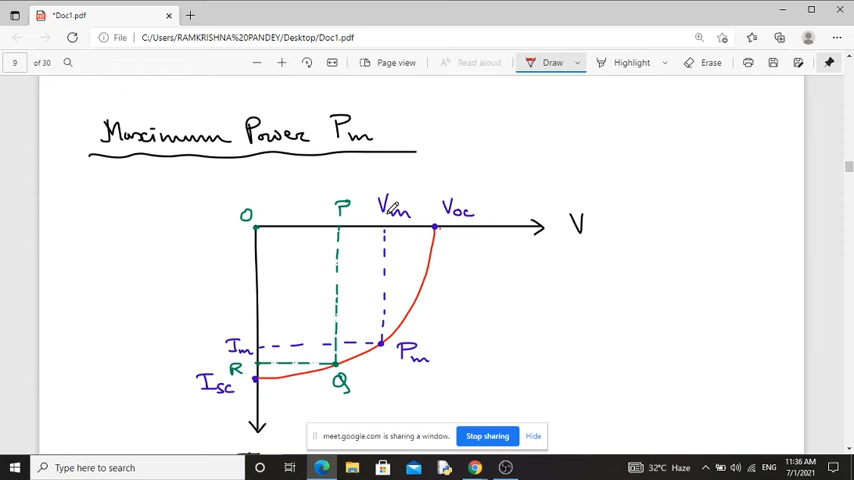 *Doc1.pdf
File C:/Users/RAMKRISHNA%20PANDEY/Desktop/Doc1.pdf
9 of 30 Page view Read aloud Draw Highlight Erase
Maximum Power Pm
O P Vm Voc V
Im
Pm
R
Isc Q
meet.google.com is sharing a window. Stop sharing Hide
Type here to search 32°C Haze ENG 11:36 AM
7/1/2021